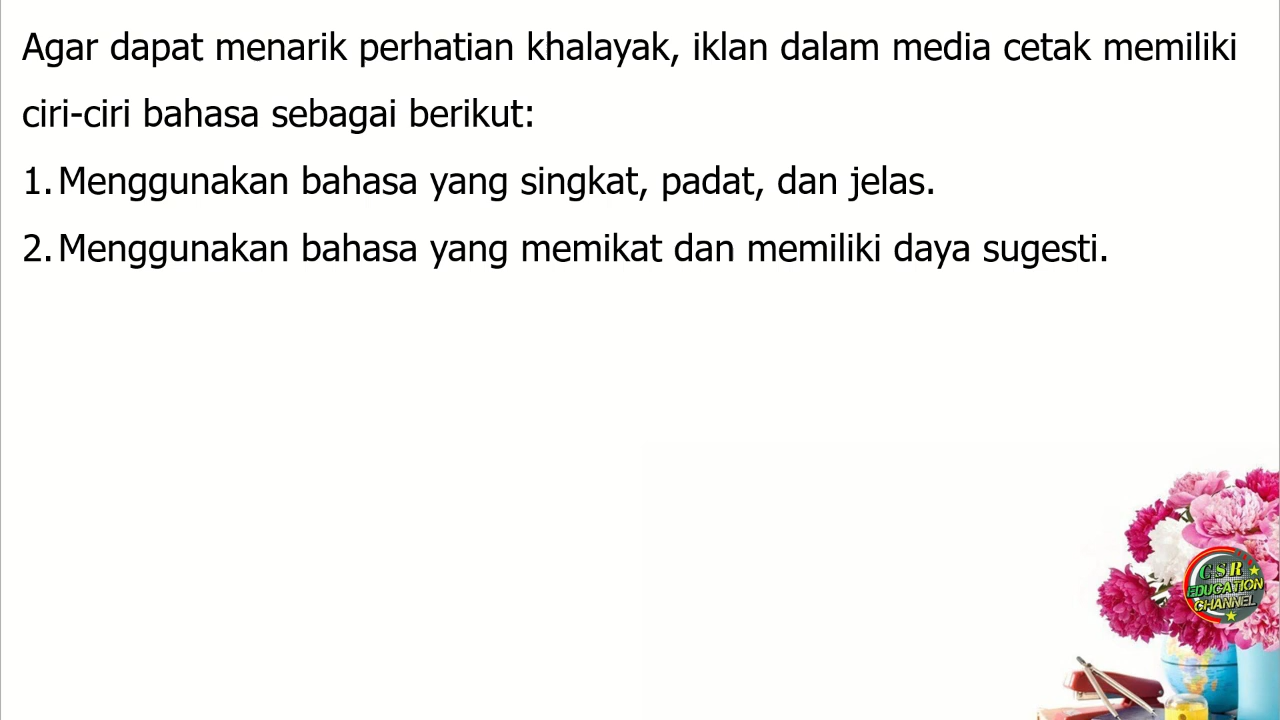 Agar dapat menarik perhatian khalayak, iklan dalam media cetak memiliki
ciri-ciri bahasa sebagai berikut:
1. Menggunakan bahasa yang singkat, padat, dan jelas.
2. Menggunakan bahasa yang memikat dan memiliki daya sugesti.
GSR
EDUCATION
CHANNEL